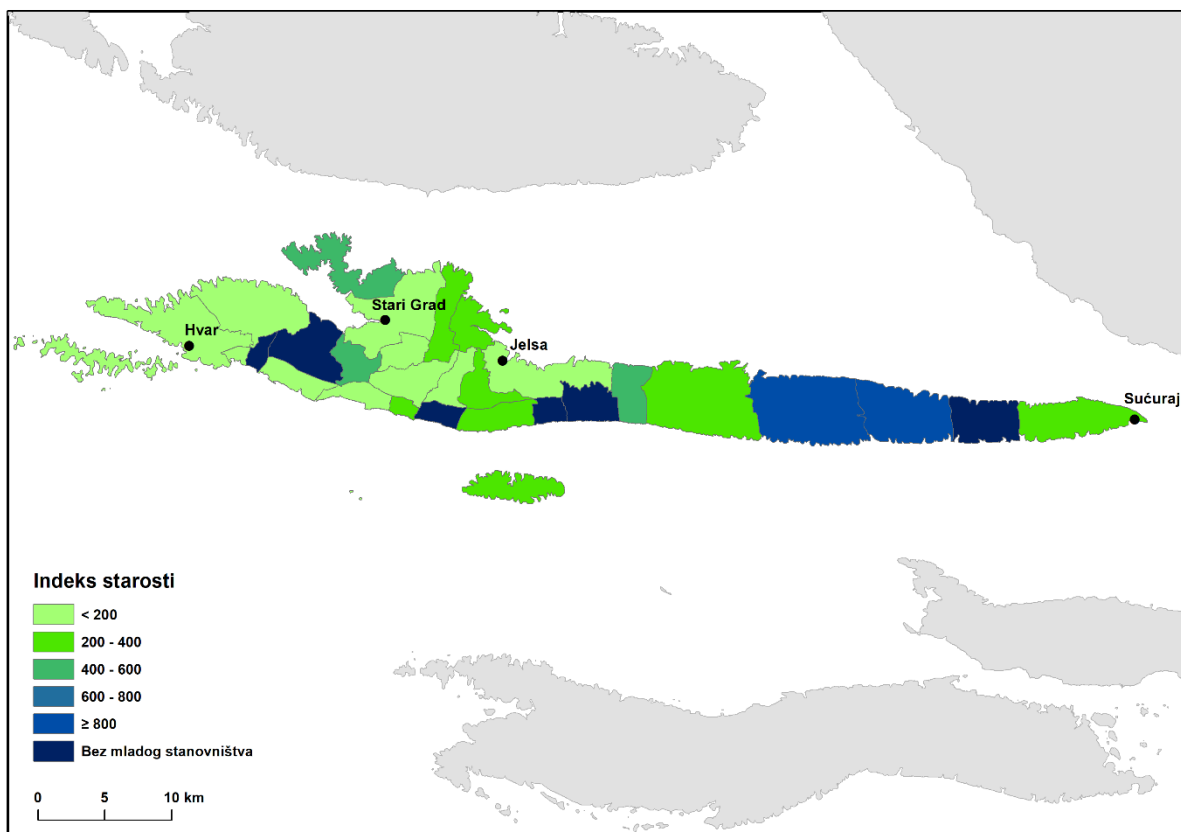 Stari Grad
Hvar
Jelsa
Sućuraj
Indeks starosti
< 200
200 - 400
400 - 600
600 - 800
≥ 800
Bez mladog stanovništva
0 5 10 km